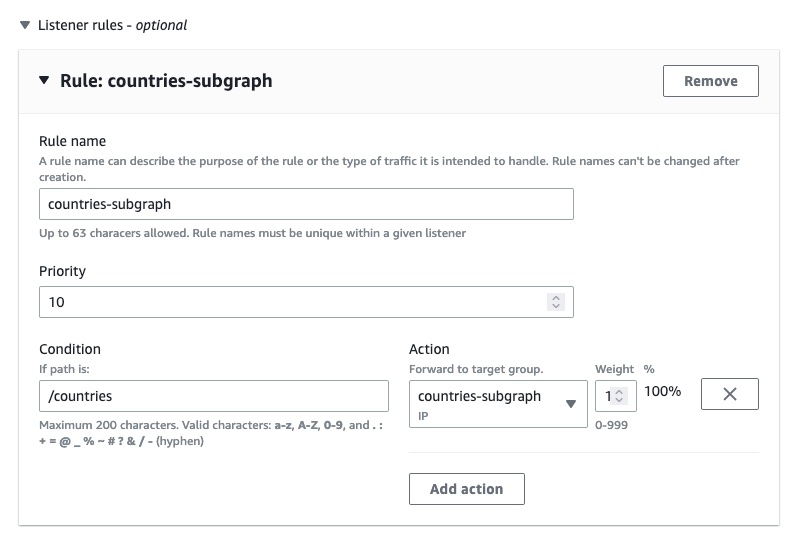 Listener rules - optional
Rule: countries-subgraph
Remove
Rule name
A rule name can describe the purpose of the rule or the type of traffic it is intended to handle. Rule names can't be changed after
creation.
countries-subgraph
Up to 63 characers allowed. Rule names must be unique within a given listener
Priority
10
Condition
If path is:
/countries
Maximum 200 characters. Valid characters: a-z, A-Z, 0-9, and . :
+ = @ _ % ~ # ? & / - (hyphen)
Action
Forward to target group.
countries-subgraph
IP
Weight
1
0-999
%
100%
Add action